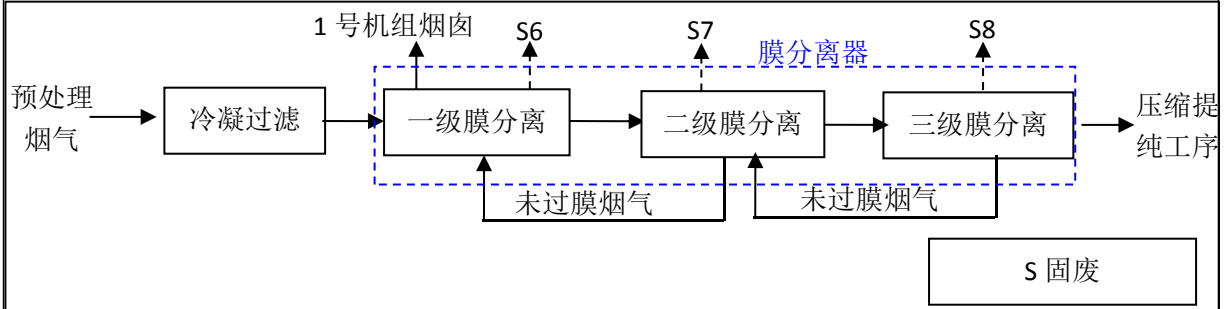 1 号机组烟囱
S6
S7
S8
膜分离器
预处理
烟气
冷凝过滤
一级膜分离
二级膜分离
三级膜分离
压缩提
纯工序
未过膜烟气
未过膜烟气
S 固废